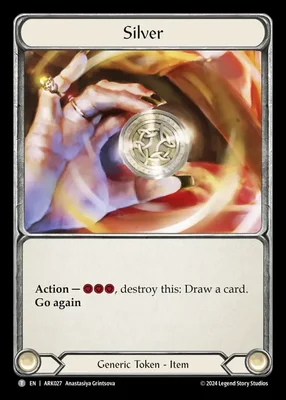 Silver
Action — , destroy this: Draw a card.
Go again
Generic Token - Item
T EN | ARK027 Anastasiya Grintsova ©2024 Legend Story Studios